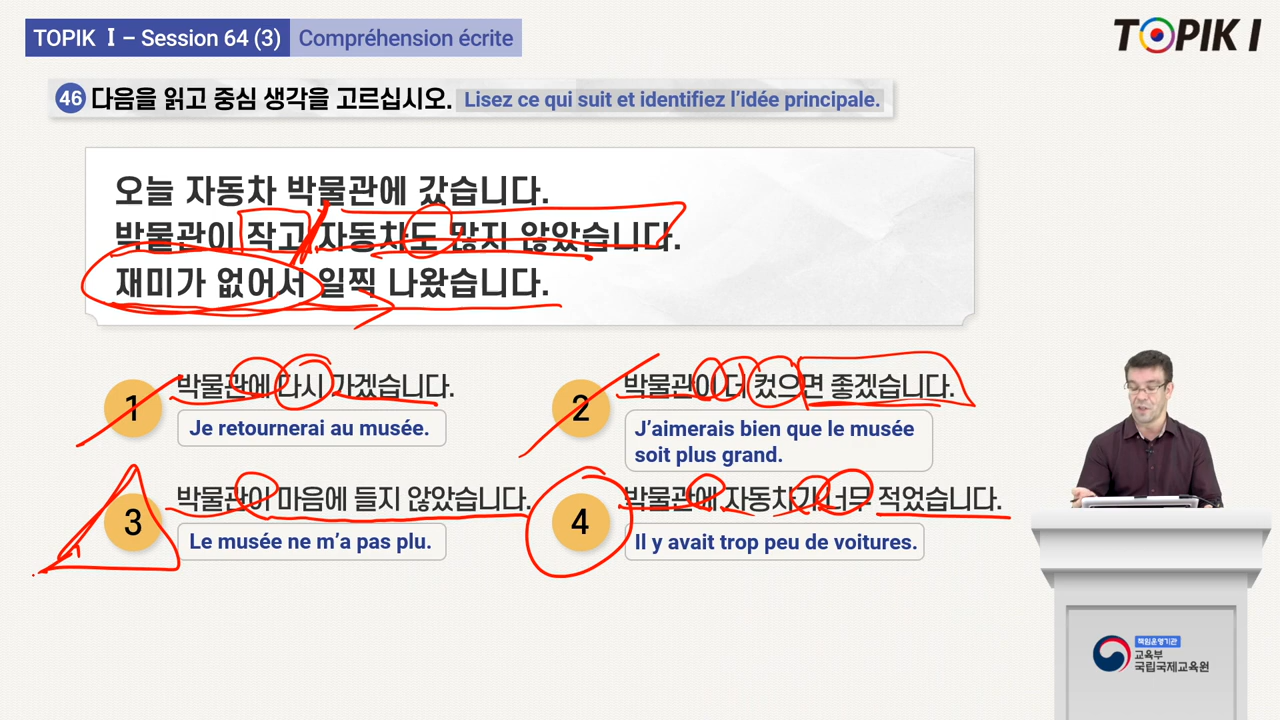 TOPIK Ⅰ – Session 64 (3) Compréhension écrite
TOPIK I
46 다음을 읽고 중심 생각을 고르십시오. Lisez ce qui suit et identifiez l’idée principale.
오늘 자동차 박물관에 갔습니다.
박물관이 작고 자동차도 많지 않았습니다.
재미가 없어서 일찍 나왔습니다.
1 박물관에 다시 가겠습니다.
Je retournerai au musée.
2 박물관이 더 컸으면 좋겠습니다.
J’aimerais bien que le musée
soit plus grand.
3 박물관이 마음에 들지 않았습니다.
Le musée ne m’a pas plu.
4 박물관에 자동차가 너무 적었습니다.
Il y avait trop peu de voitures.
책임운영기관
교육부
국립국제교육원